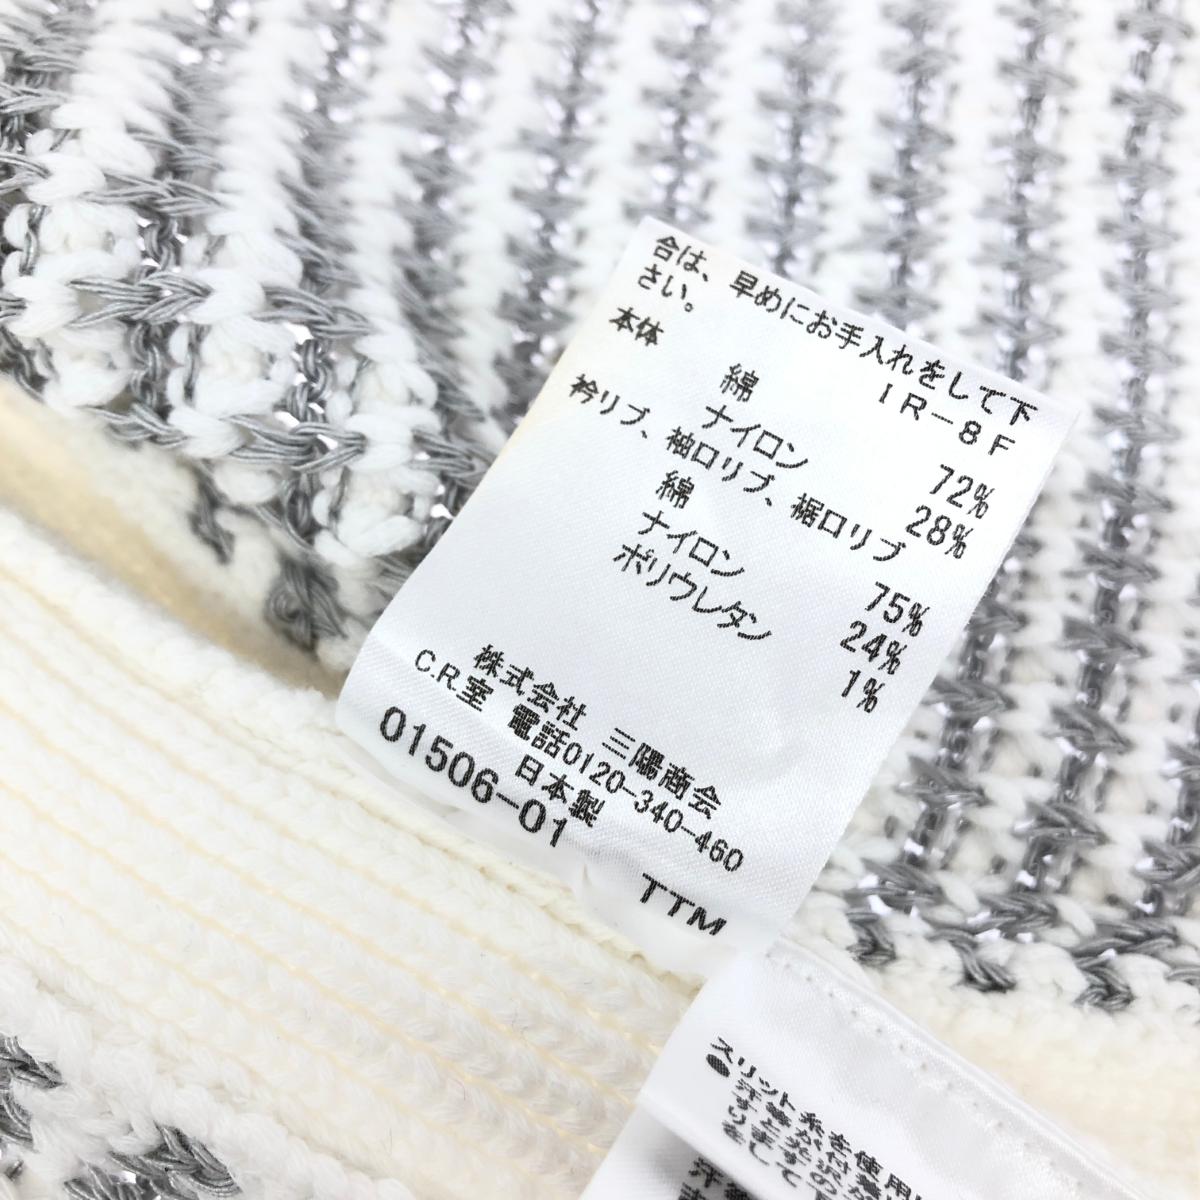 合は、早めにお手入れをして下
さい。
IR-8F
本体
綿 72%
ナイロン 28%
衿リブ、袖口リブ、裾口リブ
綿 75%
ナイロン 24%
ポリウレタン 1%
株式会社 三陽商会
C.R.室 電話0120-340-460
日本製
01506-01
TTM
スリット糸を使用
●汗等が付